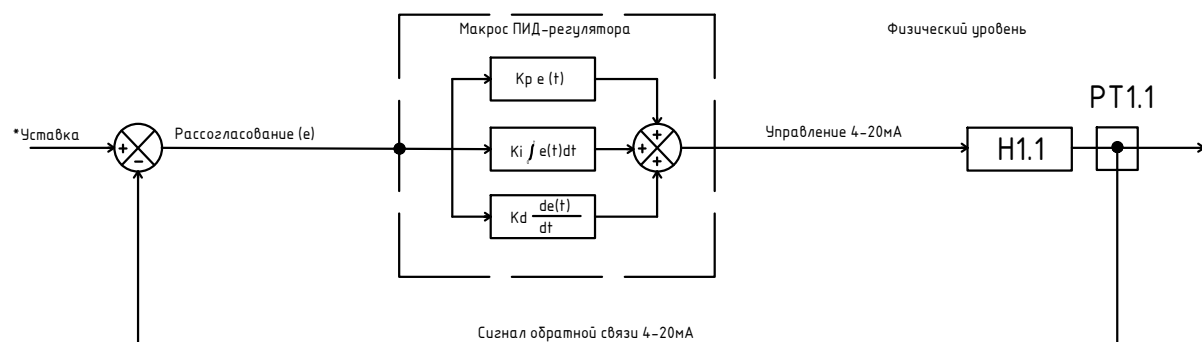 Макрос ПИД-регулятора
Физический уровень
Kp e(t)
PT1.1
*Уставка
Рассогласование (e)
Управление 4-20мА
+
-
Ki ∫ e(t)dt
+
+
+
H1.1
Kd de(t)
dt
Сигнал обратной связи 4-20мА